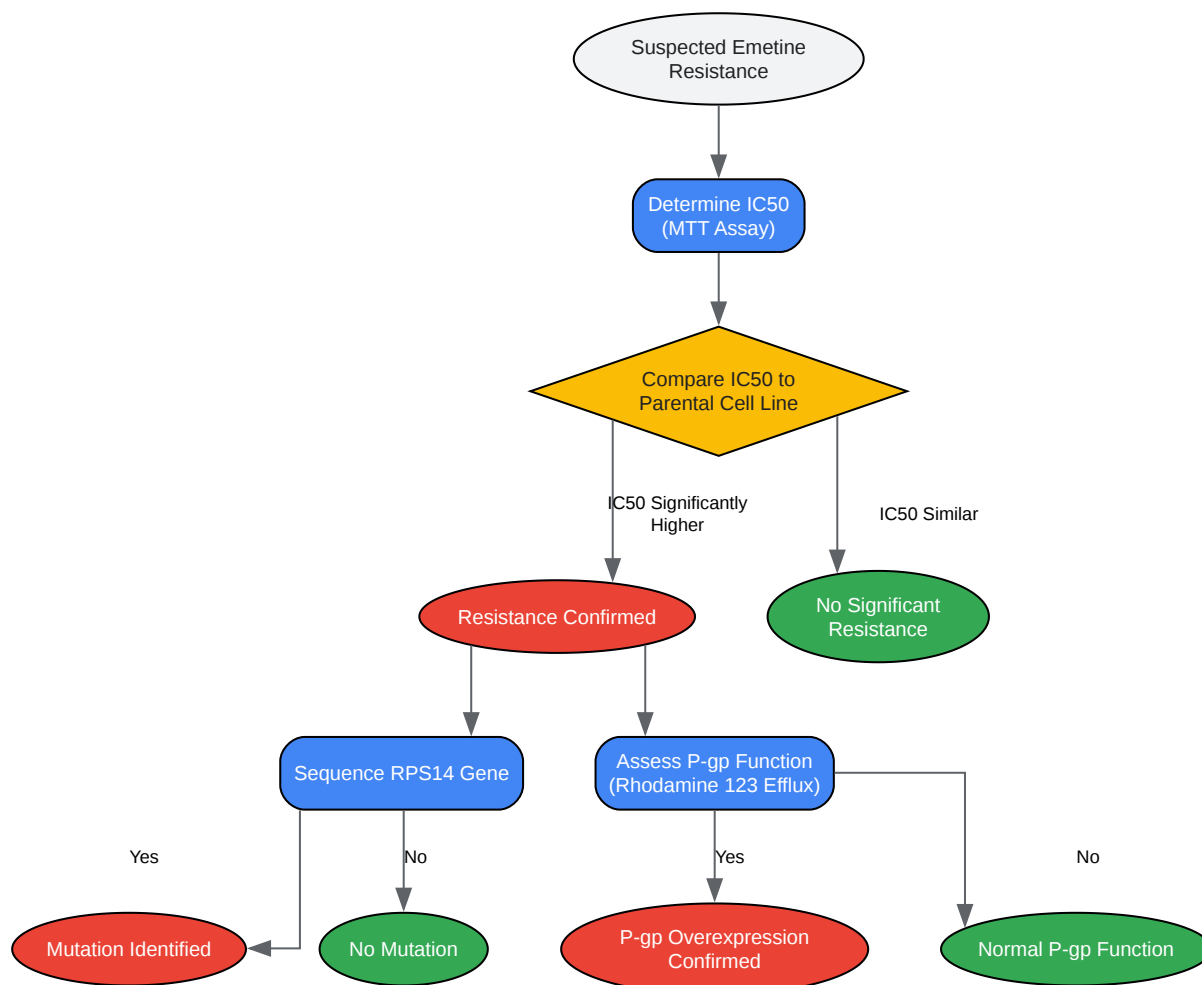 Suspected Emetine
Resistance
Determine IC50
(MTT Assay)
Compare IC50 to
Parental Cell Line
IC50 Significantly
Higher
IC50 Similar
Resistance Confirmed
No Significant
Resistance
Sequence RPS14 Gene
Assess P-gp Function
(Rhodamine 123 Efflux)
Yes
No
Yes
No
Mutation Identified
No Mutation
P-gp Overexpression
Confirmed
Normal P-gp Function